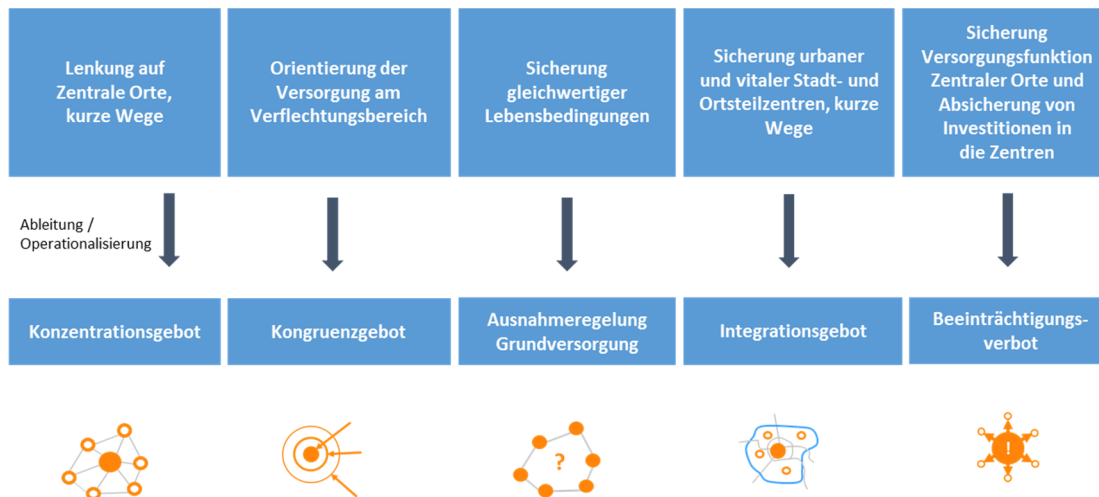 Lenkung auf
Zentrale Orte,
kurze Wege
Orientierung der
Versorgung am
Verflechtungsbereich
Sicherung
gleichwertiger
Lebensbedingungen
Sicherung urbaner
und vitaler Stadt- und
Ortsteilzentren, kurze
Wege
Sicherung
Versorgungsfunktion
Zentraler Orte und
Absicherung von
Investitionen in
die Zentren
Ableitung /
Operationalisierung
Konzentrationsgebot
Kongruenzgebot
Ausnahmeregelung
Grundversorgung
Integrationsgebot
Beeinträchtigungs-
verbot
?
!